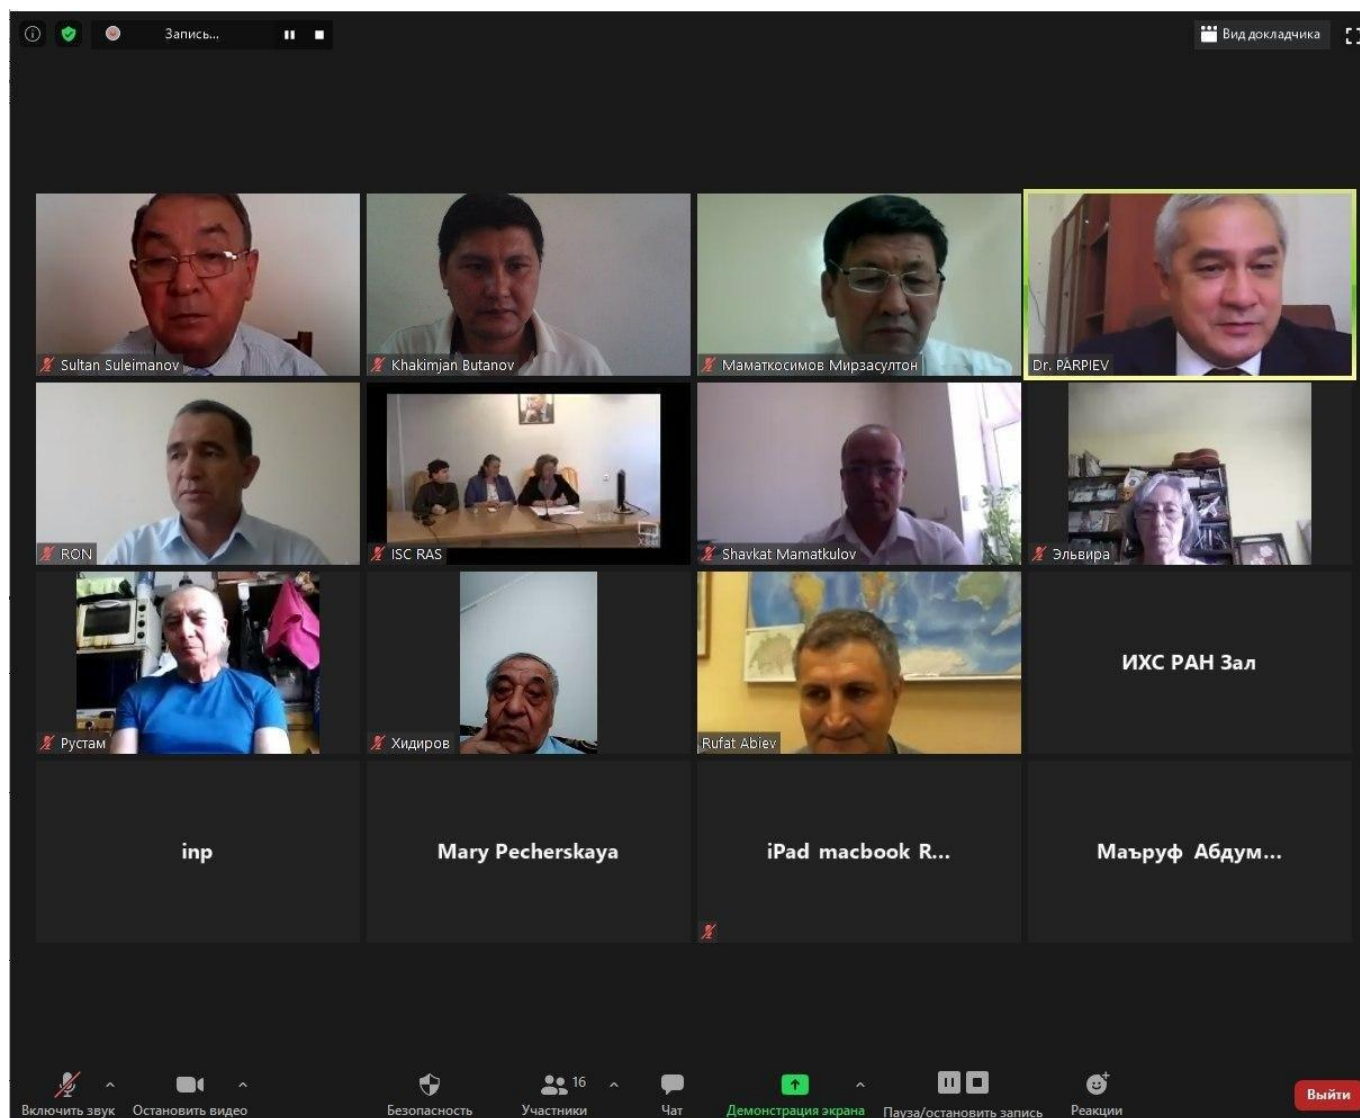 Запись...
Вид докладчика
Sultan Suleimanov
Khakimjan Butanov
Маматкосимов Мирзасултон
Dr. PARPIEV
RON
ISC RAS
Shavkat Mamatkulov
Эльвира
Рустам
Хидиров
Rufat Abiev
ИХС РАН Зал
inp
Mary Pecherskaya
iPad macbook R...
Маъруф Абдум...
16
Включить звук
Остановить видео
Безопасность
Участники
Чат
Демонстрация экрана
Пауза/остановить запись
Реакции
Выйти